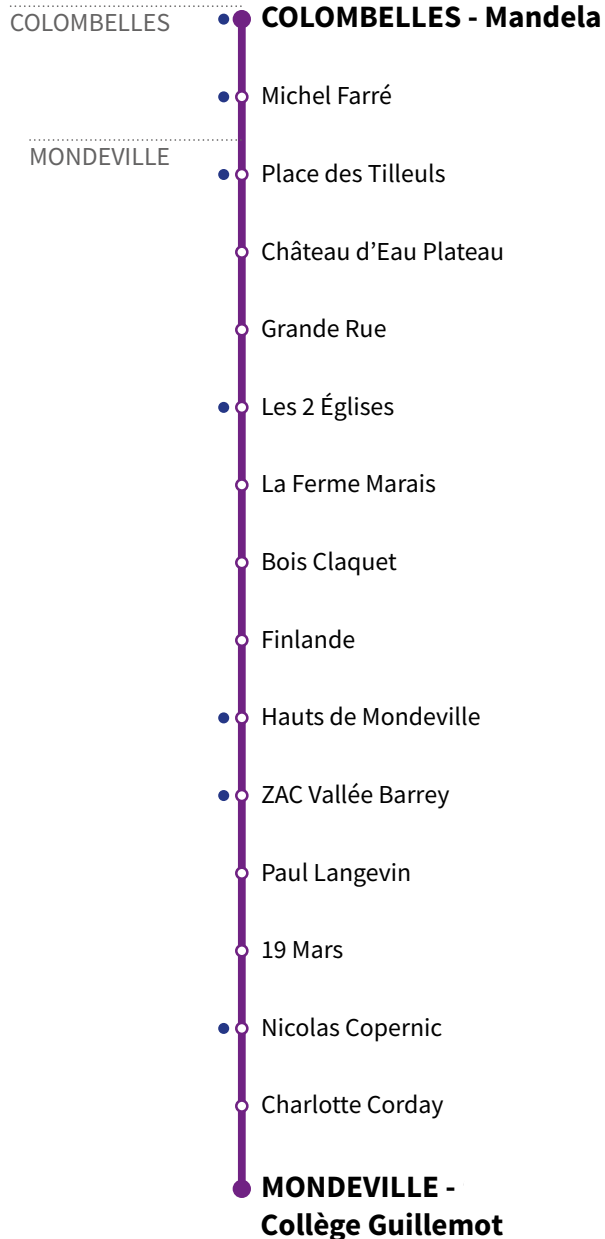 COLOMBELLES
COLOMBELLES - Mandela
Michel Farré
MONDEVILLE
Place des Tilleuls
Château d’Eau Plateau
Grande Rue
Les 2 Églises
La Ferme Marais
Bois Claquet
Finlande
Hauts de Mondeville
ZAC Vallée Barrey
Paul Langevin
19 Mars
Nicolas Copernic
Charlotte Corday
MONDEVILLE -
Collège Guillemot